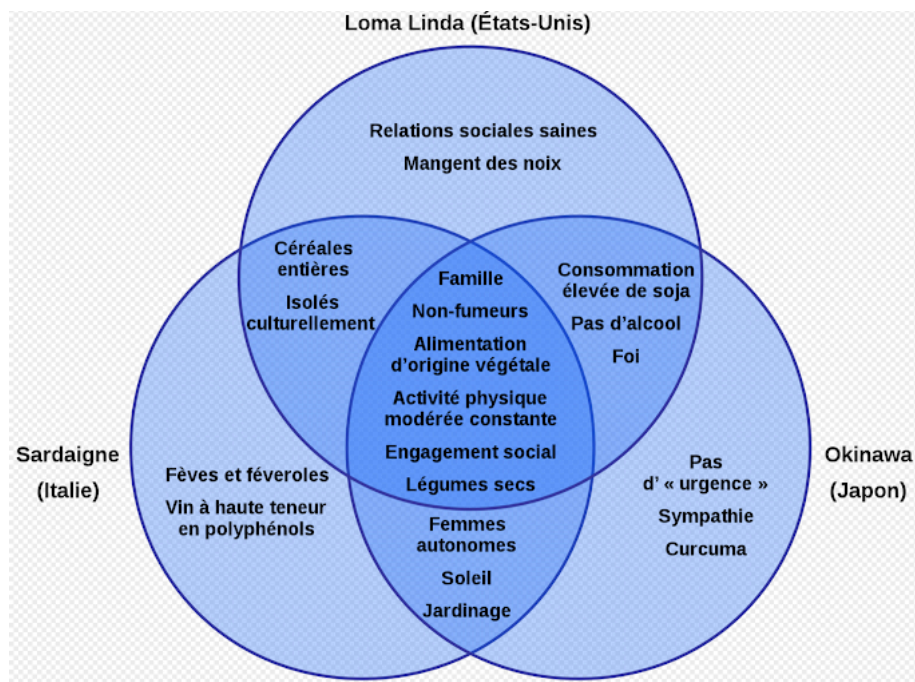 Loma Linda (États-Unis)
Relations sociales saines
Mangent des noix
Céréales
entières
Isolés
culturellement
Famille
Non-fumeurs
Alimentation
d’origine végétale
Activité physique
modérée constante
Engagement social
Légumes secs
Consommation
élevée de soja
Pas d’alcool
Foi
Sardaigne
(Italie)
Fèves et féveroles
Vin à haute teneur
en polyphénols
Femmes
autonomes
Soleil
Jardinage
Pas
d’ « urgence »
Sympathie
Curcuma
Okinawa
(Japon)